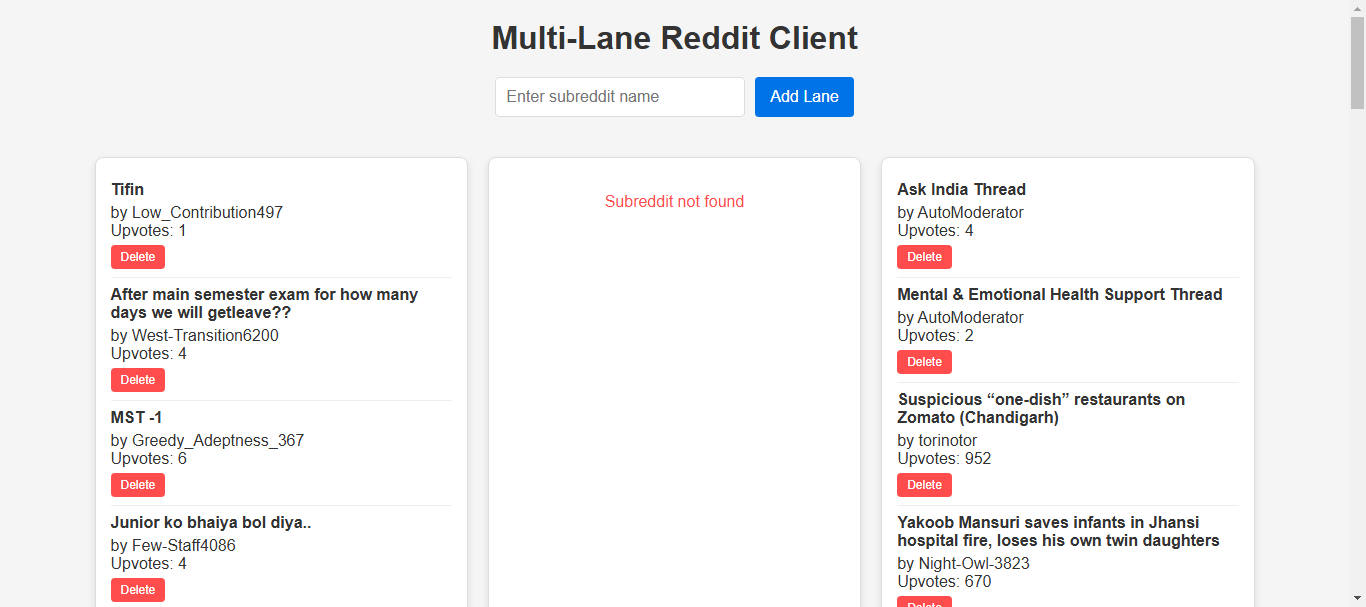 Multi-Lane Reddit Client
Enter subreddit name
Add Lane
Tifin
by Low_Contribution497
Upvotes: 1
Delete
After main semester exam for how many
days we will getleave??
by West-Transition6200
Upvotes: 4
Delete
MST -1
by Greedy_Adeptness_367
Upvotes: 6
Delete
Junior ko bhaiya bol diya..
by Few-Staff4086
Upvotes: 4
Delete
Subreddit not found
Ask India Thread
by AutoModerator
Upvotes: 4
Delete
Mental & Emotional Health Support Thread
by AutoModerator
Upvotes: 2
Delete
Suspicious “one-dish” restaurants on
Zomato (Chandigarh)
by torinotor
Upvotes: 952
Delete
Yakoob Mansuri saves infants in Jhansi
hospital fire, loses his own twin daughters
by Night-Owl-3823
Upvotes: 670
Delete